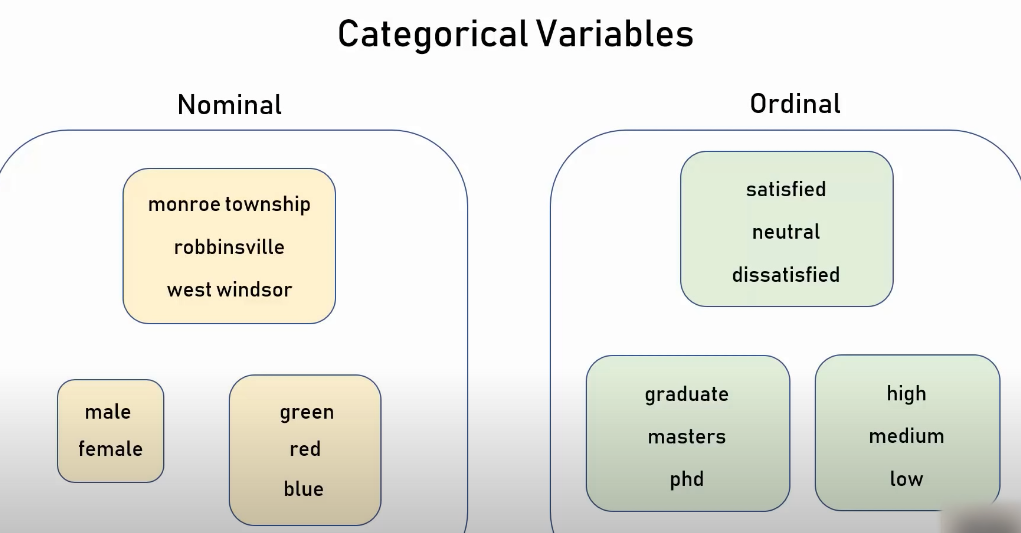 Categorical Variables
Nominal
monroe township
robbinsville
west windsor
male
female
green
red
blue
Ordinal
satisfied
neutral
dissatisfied
graduate
masters
phd
high
medium
low